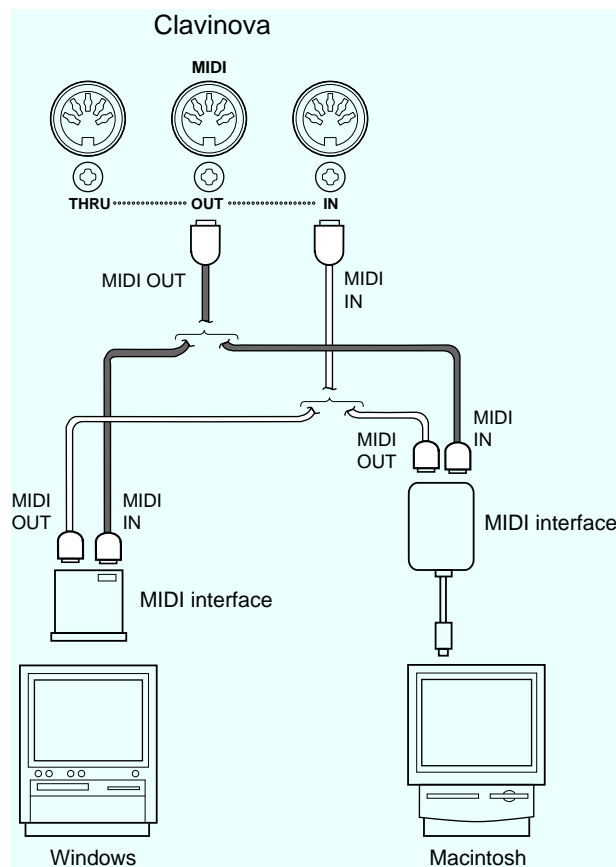 Clavinova
MIDI
THRU OUT IN
MIDI OUT
MIDI
IN
MIDI
OUT
MIDI
IN
MIDI
OUT
MIDI
IN
MIDI interface
MIDI interface
Windows
Macintosh